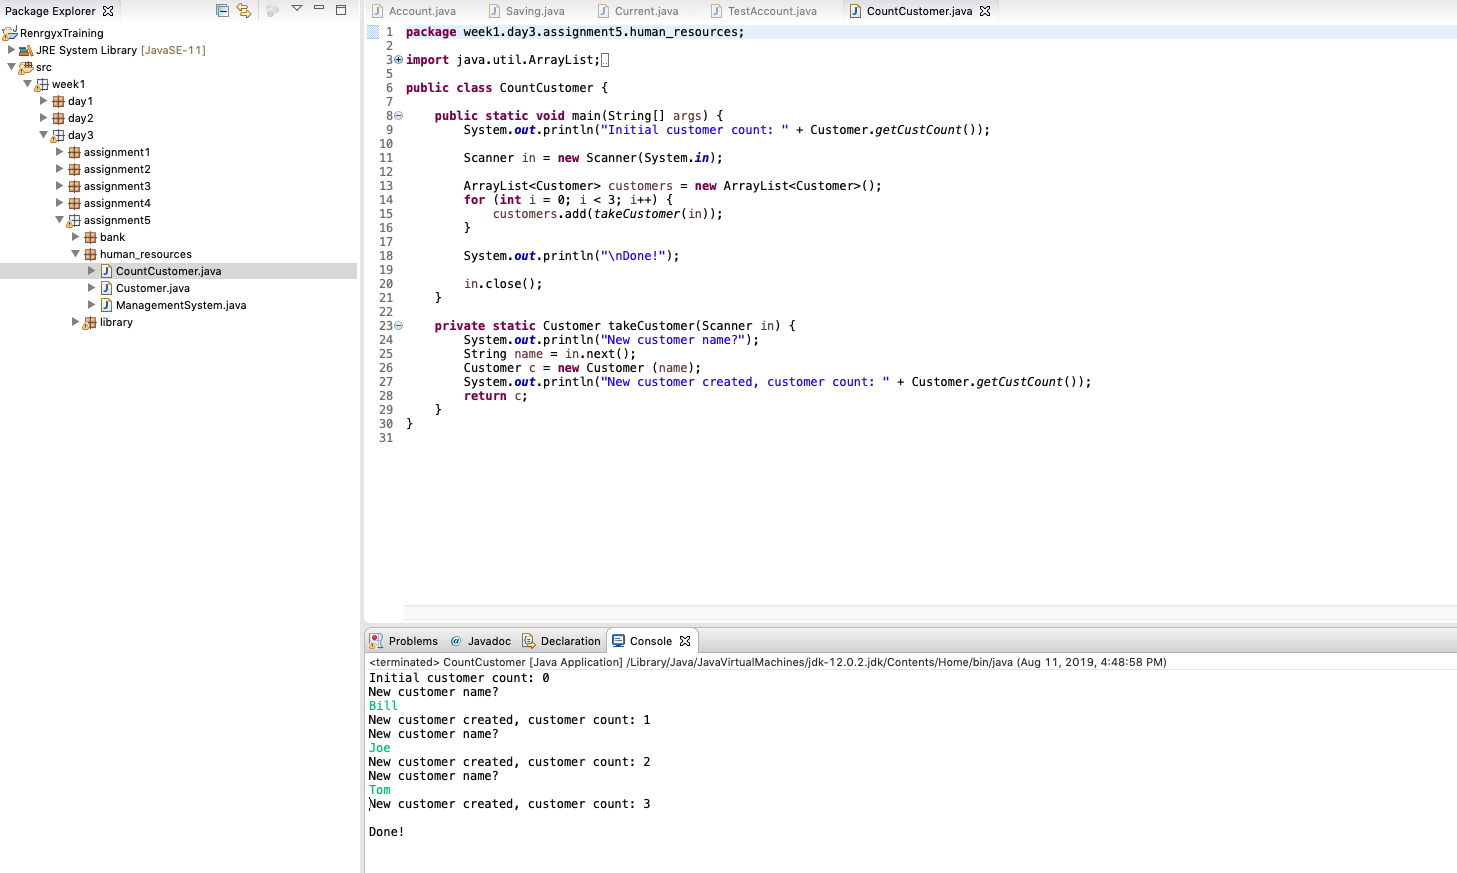 Package Explorer
RenrgyxTraining
JRE System Library [JavaSE-11]
src
week1
day1
day2
day3
assignment1
assignment2
assignment3
assignment4
assignment5
bank
human_resources
CountCustomer.java
Customer.java
ManagementSystem.java
library
Account.java Saving.java Current.java TestAccount.java CountCustomer.java
1 package week1.day3.assignment5.human_resources;
2
3 import java.util.ArrayList;
5
6 public class CountCustomer {
7
8 public static void main(String[] args) {
9 System.out.println("Initial customer count: " + Customer.getCustCount());
10
11 Scanner in = new Scanner(System.in);
12
13 ArrayList<Customer> customers = new ArrayList<Customer>();
14 for (int i = 0; i < 3; i++) {
15 customers.add(takeCustomer(in));
16 }
17
18 System.out.println("\nDone!");
19
20 in.close();
21 }
22
23 private static Customer takeCustomer(Scanner in) {
24 System.out.println("New customer name?");
25 String name = in.next();
26 Customer c = new Customer (name);
27 System.out.println("New customer created, customer count: " + Customer.getCustCount());
28 return c;
29 }
30 }
31
Problems @ Javadoc Declaration Console
<terminated> CountCustomer [Java Application] /Library/Java/JavaVirtualMachines/jdk-12.0.2.jdk/Contents/Home/bin/java (Aug 11, 2019, 4:48:58 PM)
Initial customer count: 0
New customer name?
Bill
New customer created, customer count: 1
New customer name?
Joe
New customer created, customer count: 2
New customer name?
Tom
New customer created, customer count: 3
Done!